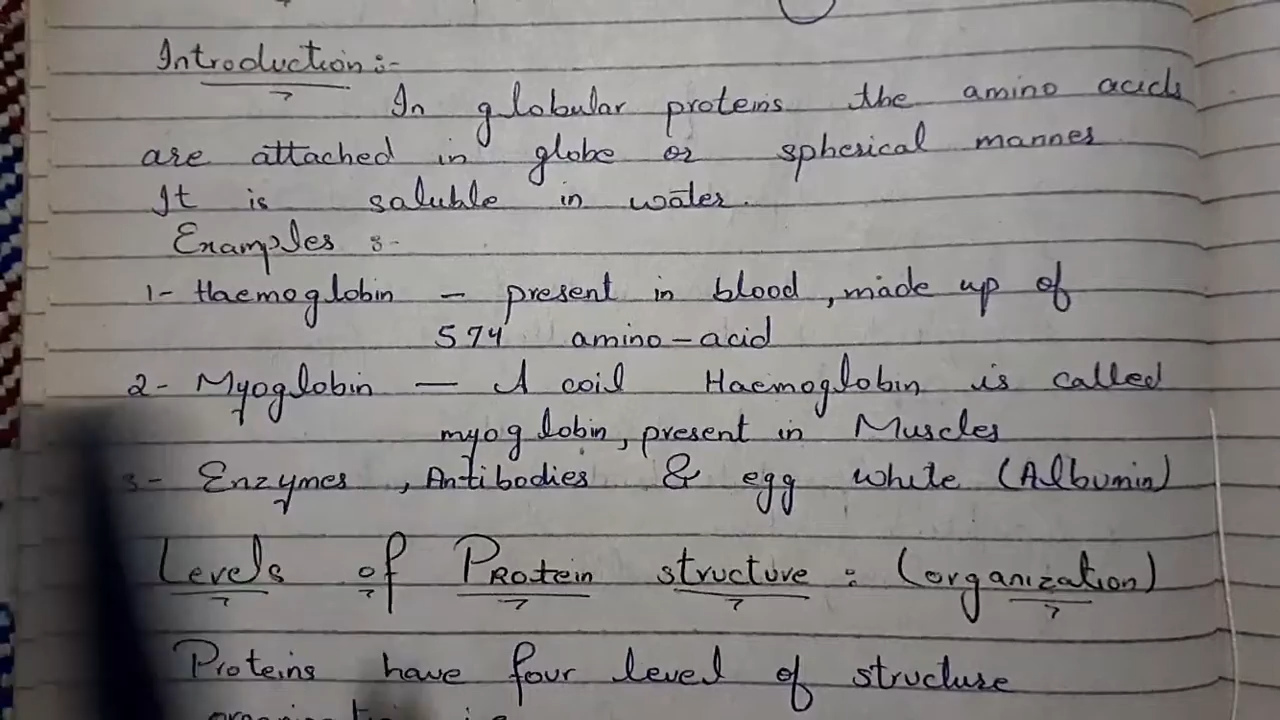 Introduction :-
In globular proteins the amino acids
are attached in globe or spherical manner
It is saluble in water.
Examples :-
1- Haemoglobin - present in blood, made up of
574 amino-acid
2- Myoglobin - A coil Haemoglobin is called
myoglobin, present in Muscles
3- Enzymes, Antibodies & egg white (Albumin)
Levels of Protein structure : (organization)
Proteins have four level of structure